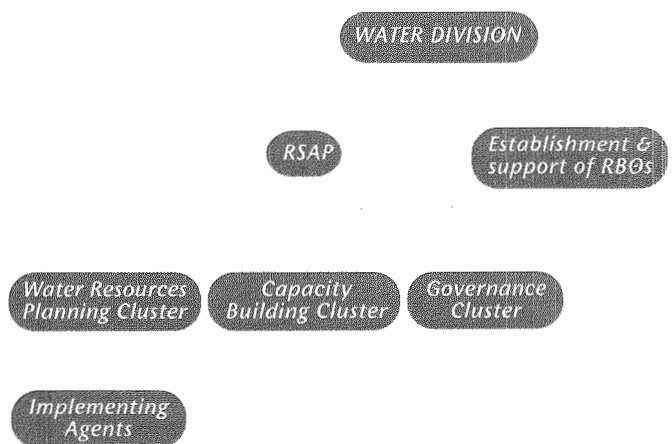 WATER DIVISION
RSAP
Establishment &
support of RBOs
Water Resources
Planning Cluster
Capacity
Building Cluster
Governance
Cluster
Implementing
Agents